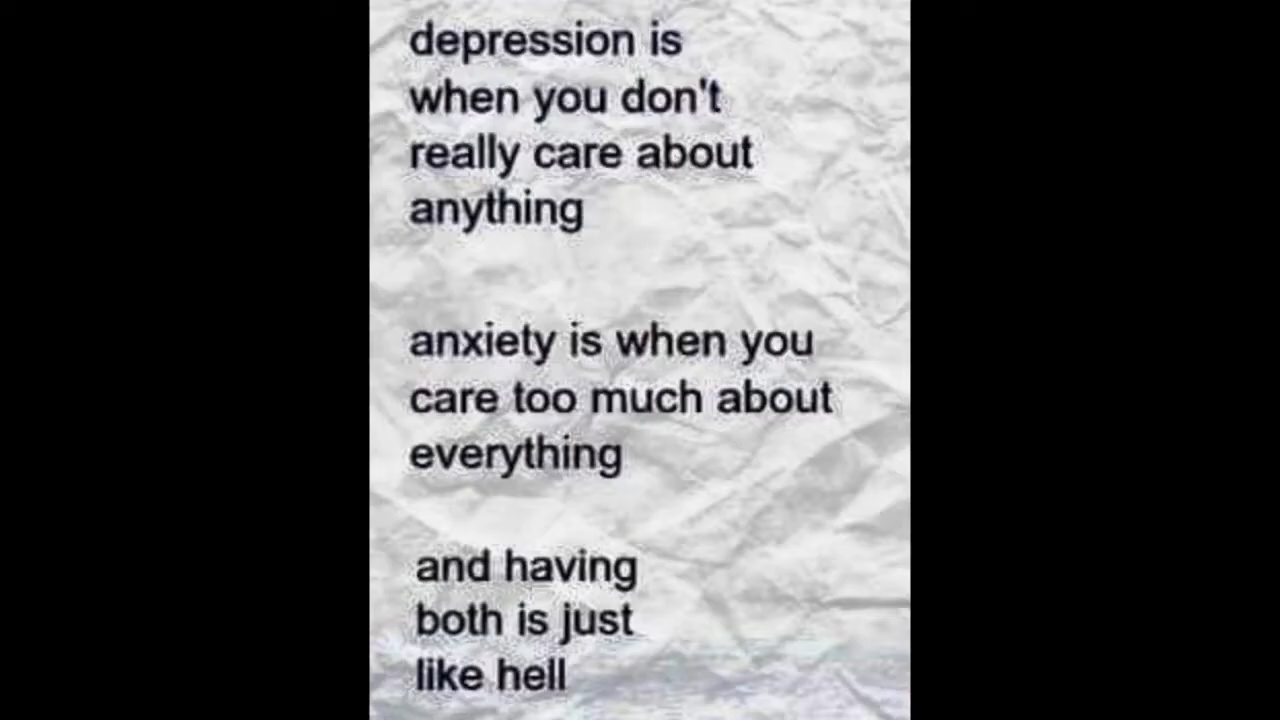 depression is
when you don't
really care about
anything
anxiety is when you
care too much about
everything
and having
both is just
like hell